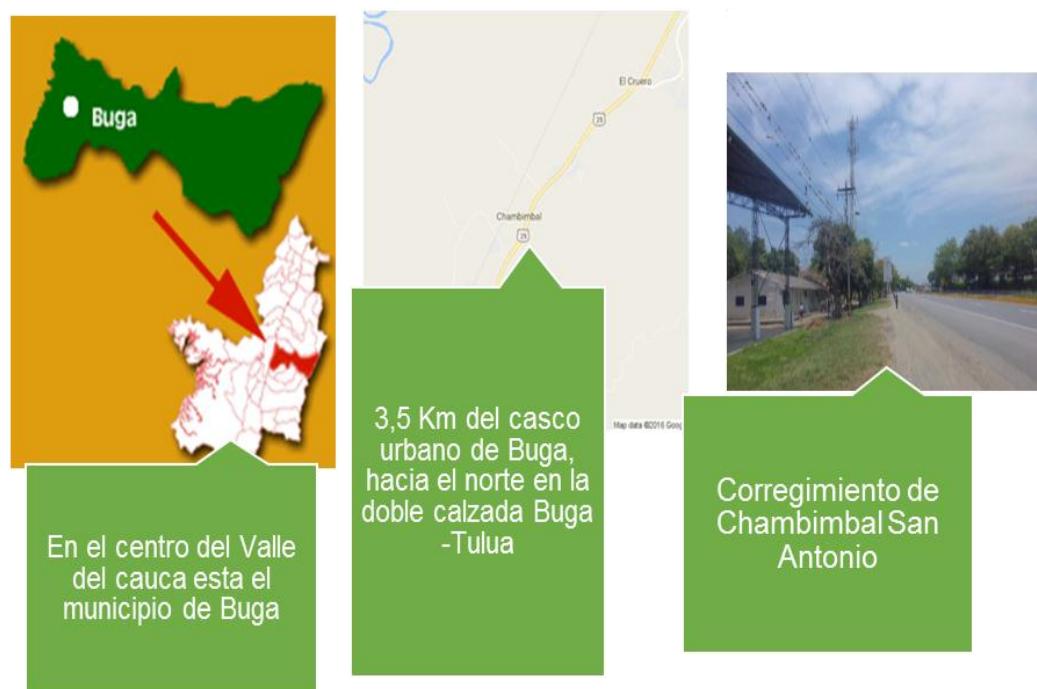 Buga
En el centro del Valle
del cauca esta el
municipio de Buga
El Cruero
25
Chambimbal
25
Map data ©2016 Goog
3,5 Km del casco
urbano de Buga,
hacia el norte en la
doble calzada Buga
-Tulua
Corregimiento de
Chambimbal San
Antonio